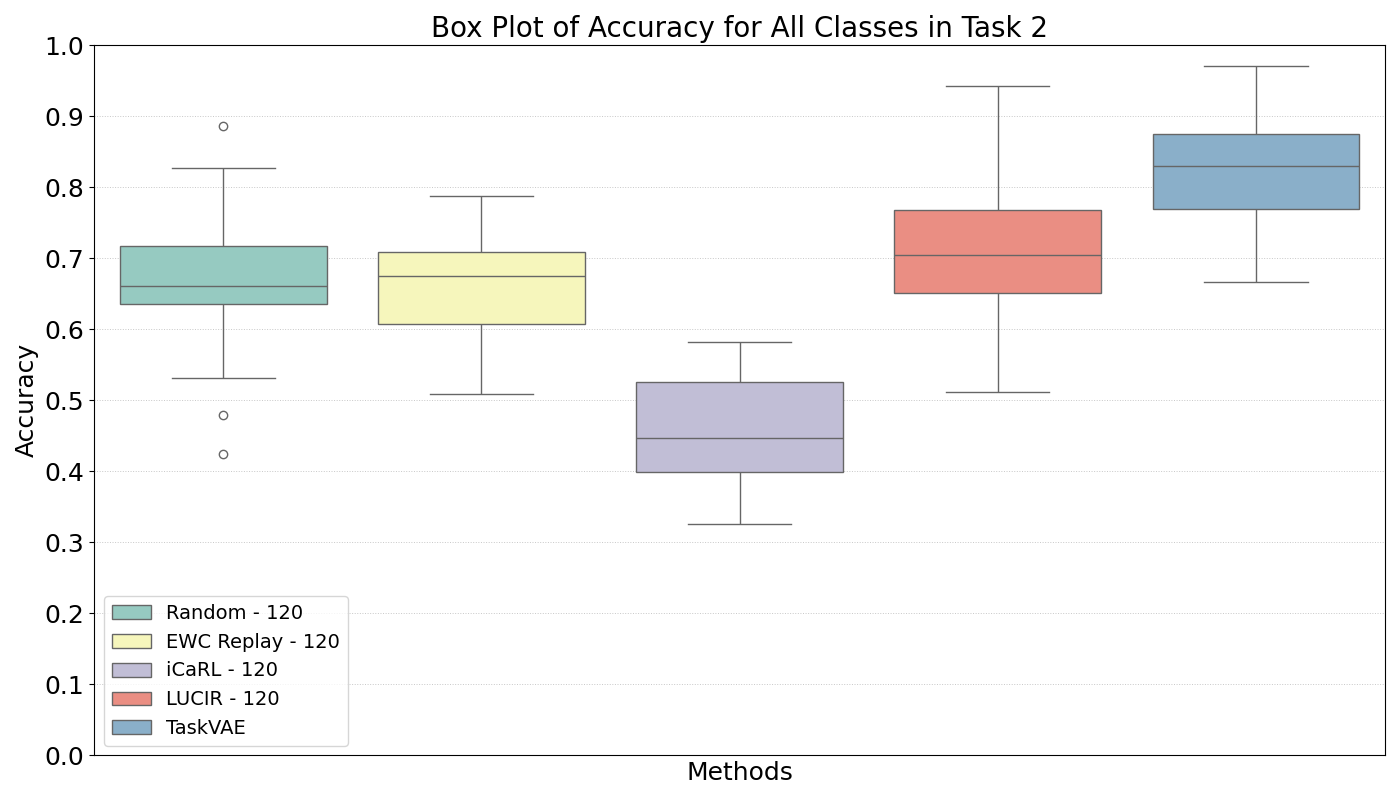 Box Plot of Accuracy for All Classes in Task 2
1.0
0.9
0.8
0.7
0.6
0.5
0.4
0.3
0.2
0.1
0.0
Accuracy
Random - 120
EWC Replay - 120
iCaRL - 120
LUCIR - 120
TaskVAE
Methods